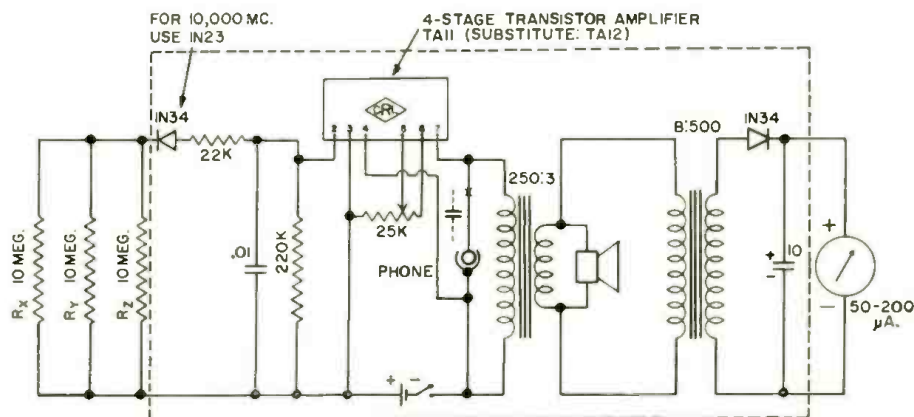 FOR 10,000 MC.
USE IN23
4-STAGE TRANSISTOR AMPLIFIER
TA11 (SUBSTITUTE: TA12)
CRL
2 3 4 5 6 7
IN34
22K
RX 10 MEG.
RY 10 MEG.
RZ 10 MEG.
.01
220K
25K
PHONE
+ -
250:3
8:500
IN34
+
-
10
+
-
50-200
μA.